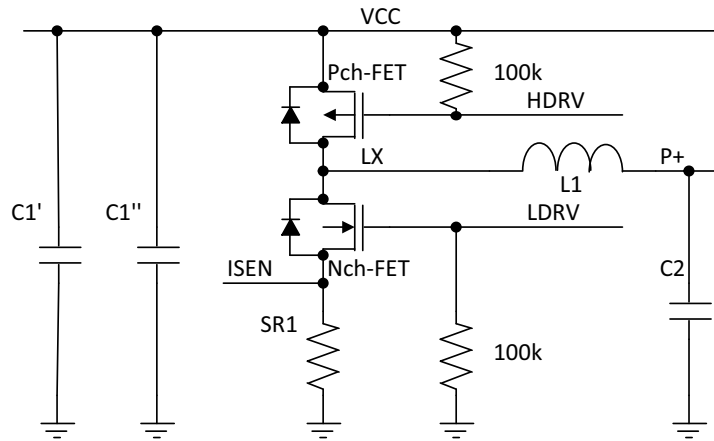 VCC
Pch-FET
100k
HDRV
LX
P+
L1
C1'
C1''
LDRV
ISEN
Nch-FET
C2
SR1
100k